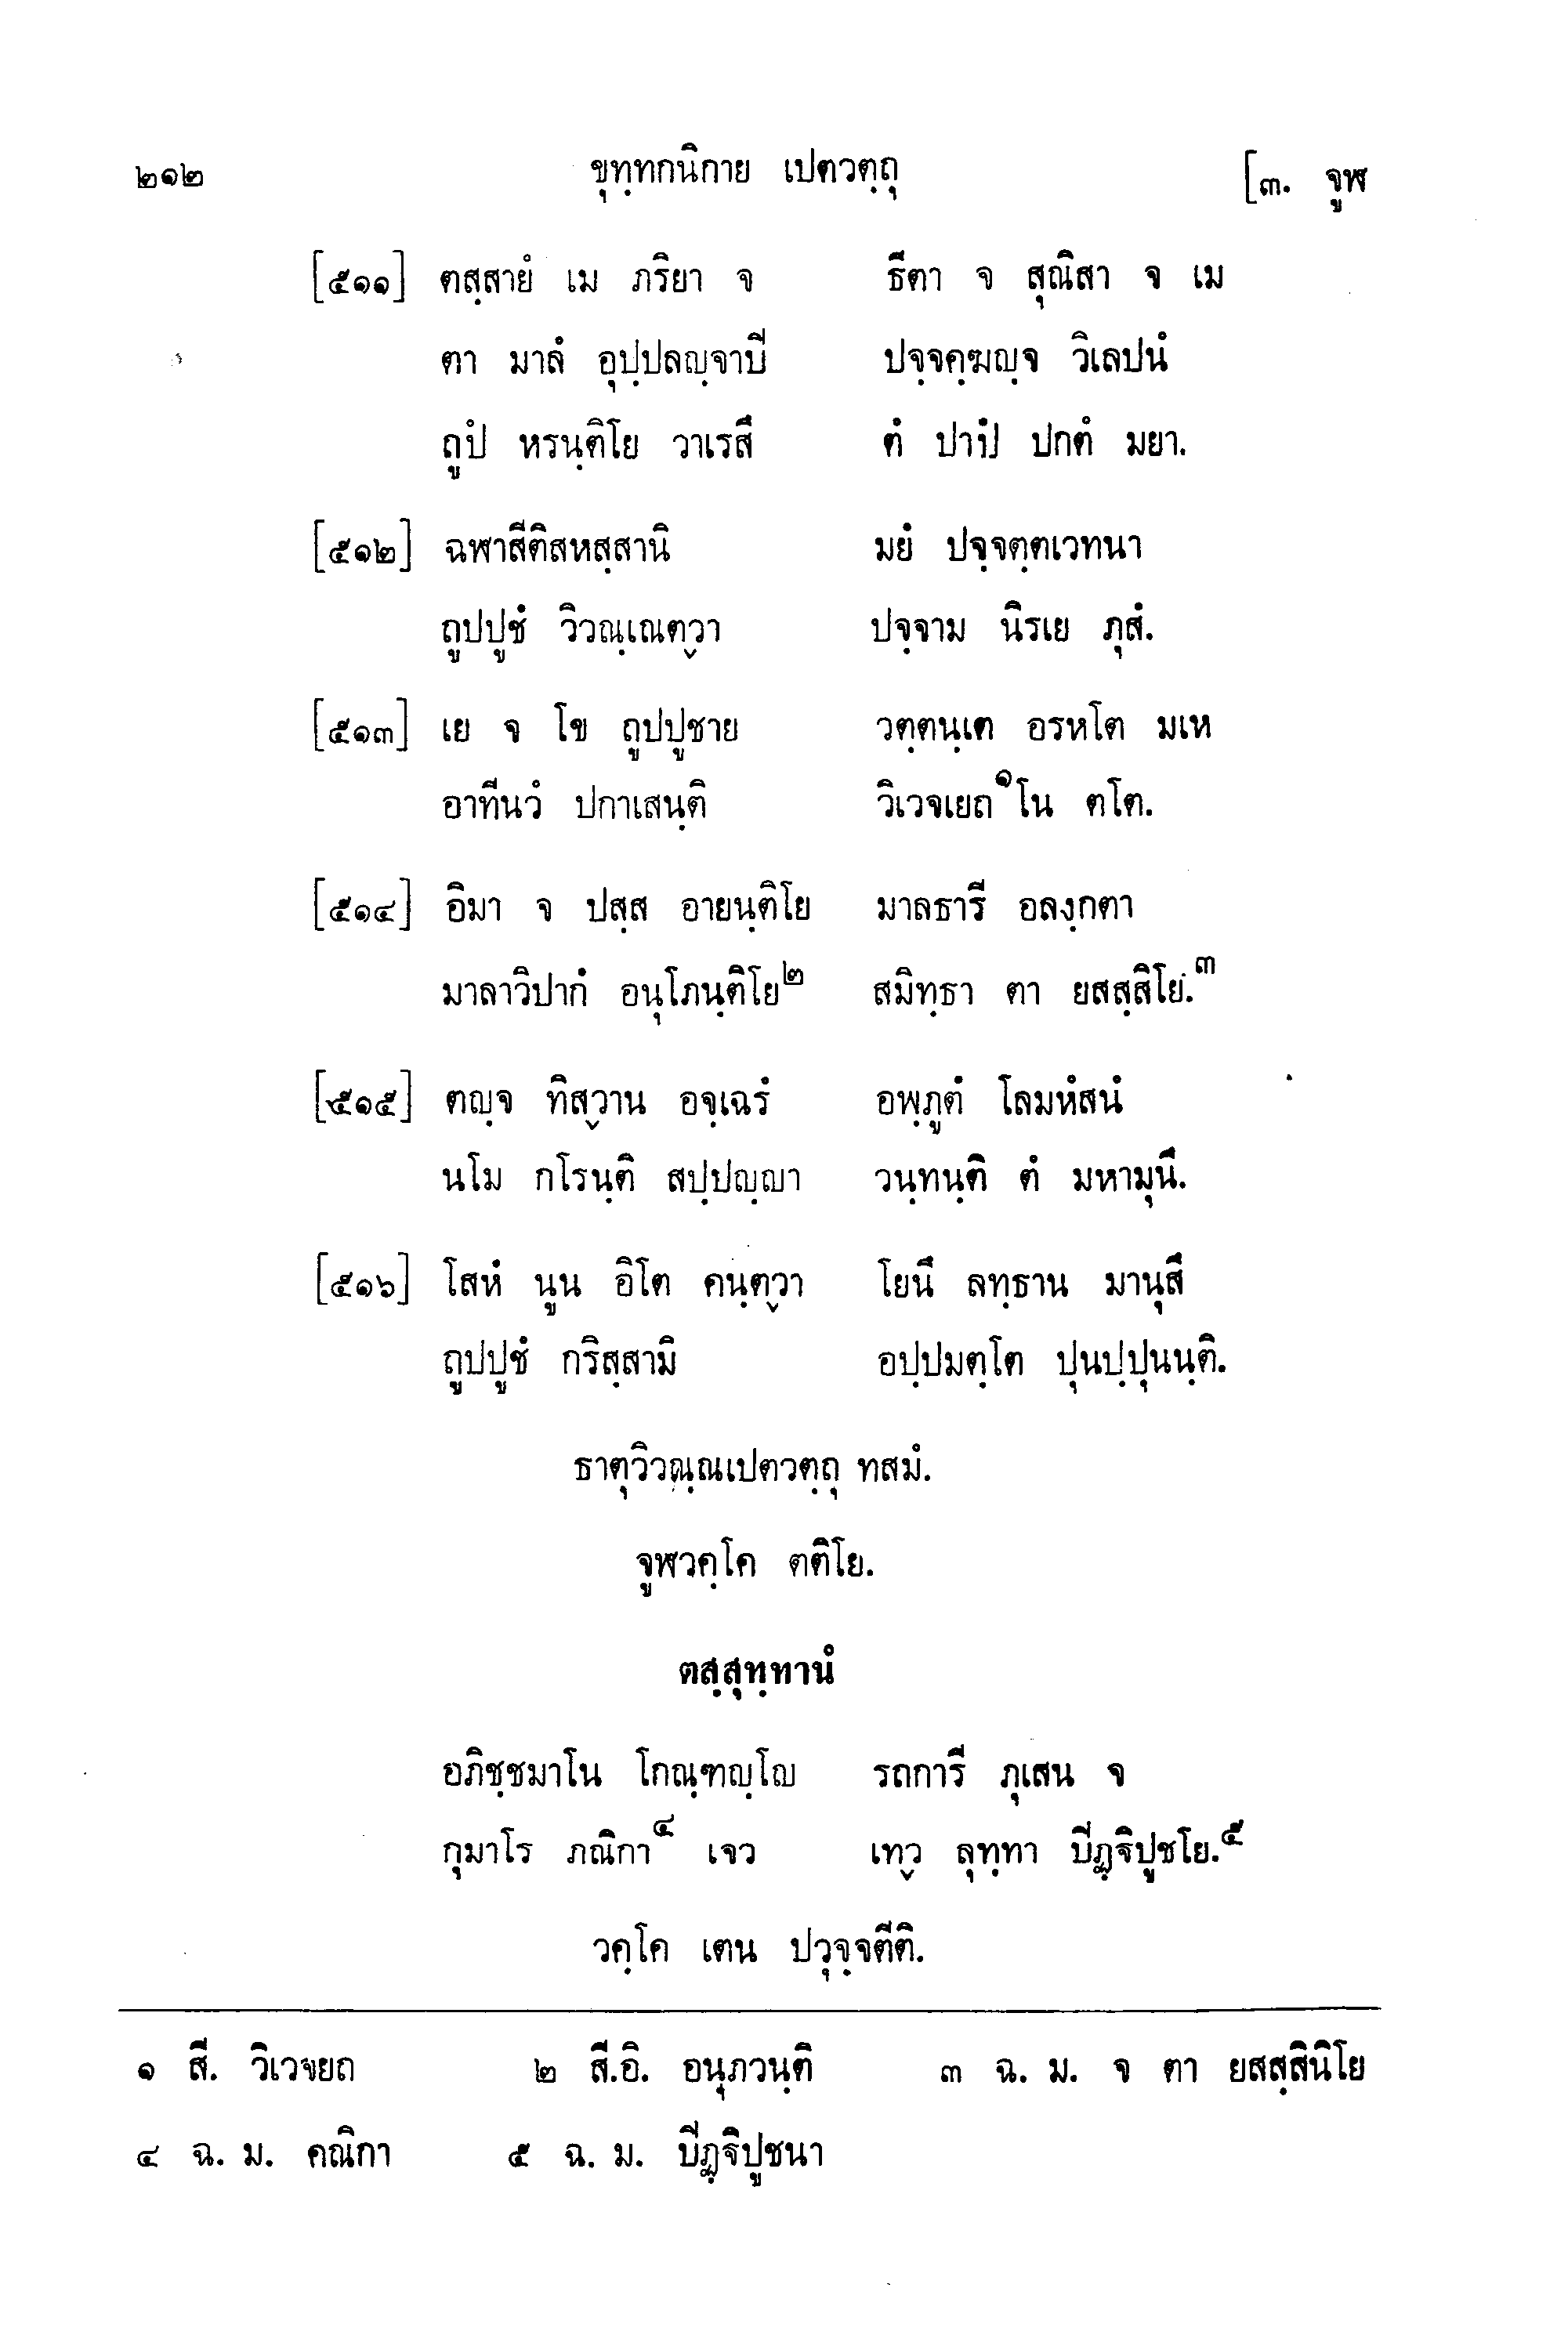 ๒๑๒ ขุทฺทกนิกาย เปตวตฺถุ [๓. จูฬ
[๕๑๑] ตสฺสายํ เม ภริยา จ ธีตา จ สุณิสา จ เม
ตา มาลํ อุปฺปลญฺจาปิ ปจฺจคฺฆญฺจ วิเลปนํ
ถูปํ หรนฺติโย วาเรสึ ตํ ปาปํ ปกตํ มยา.
[๕๑๒] ฉฬาสีติสหสฺสานิ มยํ ปจฺจตฺตเวทนา
ถูปปูชํ วิวณฺเณตฺวา ปจฺจาม นิรเย ภุสํ.
[๕๑๓] เย จ โข ถูปปูชาย วตฺตนฺเต อรหโต มเห
อาทีนวํ ปกาเสนฺติ วิเวจเยถ๑โน ตโต.
[๕๑๔] อิมา จ ปสฺส อายนฺติโย มาลธารี อลงฺกตา
มาลาวิปากํ อนุโภนฺติโย๒ สมิทฺธา ตา ยสสฺสิโย.๓
[๕๑๕] ตญฺจ ทิสฺวาน อจฺเฉรํ อพฺภูตํ โลมหํสนํ
นโม กโรนฺติ สปฺปญฺญา วนฺทนฺติ ตํ มหามุนึ.
[๕๑๖] โสหํ นูน อิโต คนฺตฺวา โยนึ ลทฺธาน มานุสึ
ถูปปูชํ กริสฺสามิ อปฺปมตฺโต ปุนปฺปุนนฺติ.
ธาตุวิวณฺณเปตวตฺถุ ทสมํ.
จูฬวคฺโค ตติโย.
ตสฺสุทฺทานํ
อภิชฺชมาโน โกณฺฑญฺโญ รถการี ภุเสน จ
กุมาโร ภณิกา๔ เจว เทฺว ลุทฺทา ปิฏฺฐิปูชโย.๕
วคฺโค เตน ปวุจฺจตีติ.
๑ สี. วิเวจยถ ๒ สี.อิ. อนุภวนฺติ ๓ ฉ. ม. จ ตา ยสสฺสินิโย
๔ ฉ. ม. คณิกา ๕ ฉ. ม. ปิฏฺฐิปูชนา